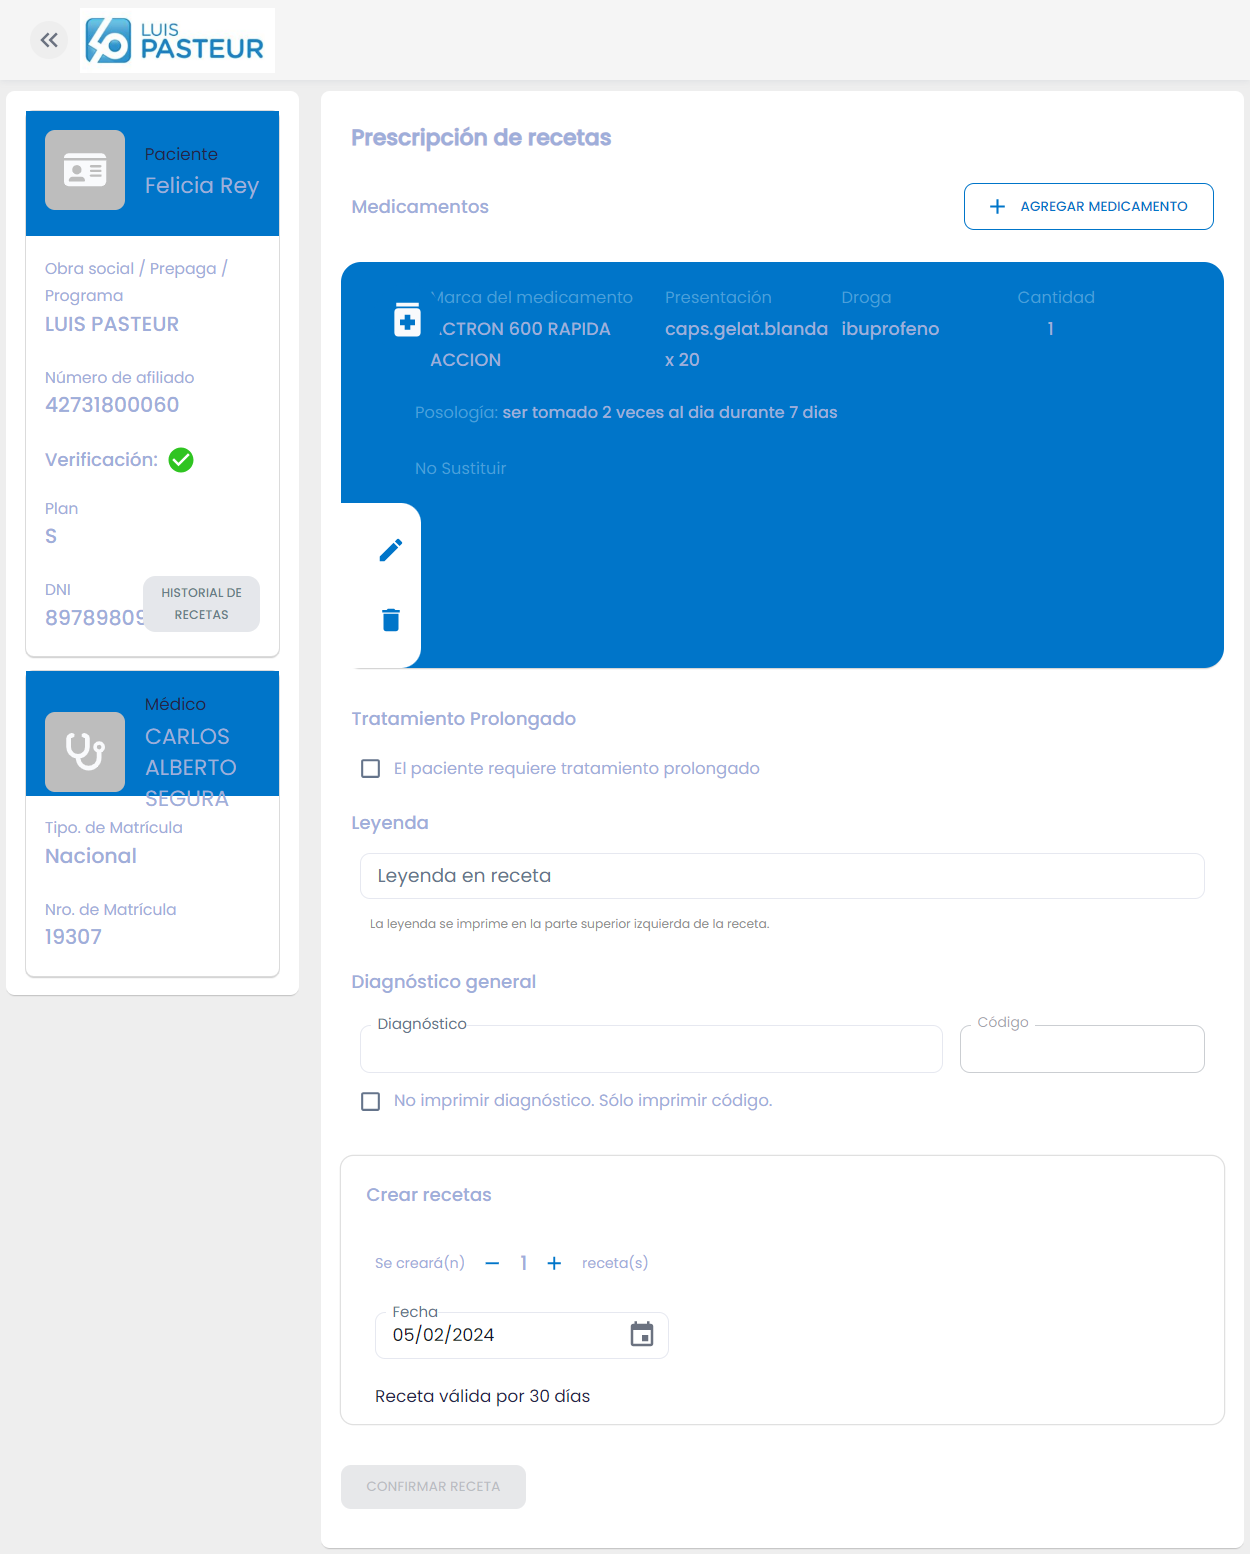 LUIS
PASTEUR
Paciente
Felicia Rey
Obra social / Prepaga /
Programa
LUIS PASTEUR
Número de afiliado
42731800060
Verificación:
Plan
S
DNI
89789809
HISTORIAL DE
RECETAS
Médico
CARLOS
ALBERTO
SEGURA
Tipo. de Matrícula
Nacional
Nro. de Matrícula
19307
Prescripción de recetas
Medicamentos
AGREGAR MEDICAMENTO
Marca del medicamento
Presentación
Droga
Cantidad
600 RAPIDA
ACCION
caps.gelat.blanda
x 20
ibuprofeno
1
Posología: ser tomado 2 veces al dia durante 7 dias
No Sustituir
Tratamiento Prolongado
El paciente requiere tratamiento prolongado
Leyenda
Leyenda en receta
La leyenda se imprime en la parte superior izquierda de la receta.
Diagnóstico general
Diagnóstico
Código
No imprimir diagnóstico. Sólo imprimir código.
Crear recetas
Se creará(n) 1 receta(s)
Fecha
05/02/2024
Receta válida por 30 días
CONFIRMAR RECETA